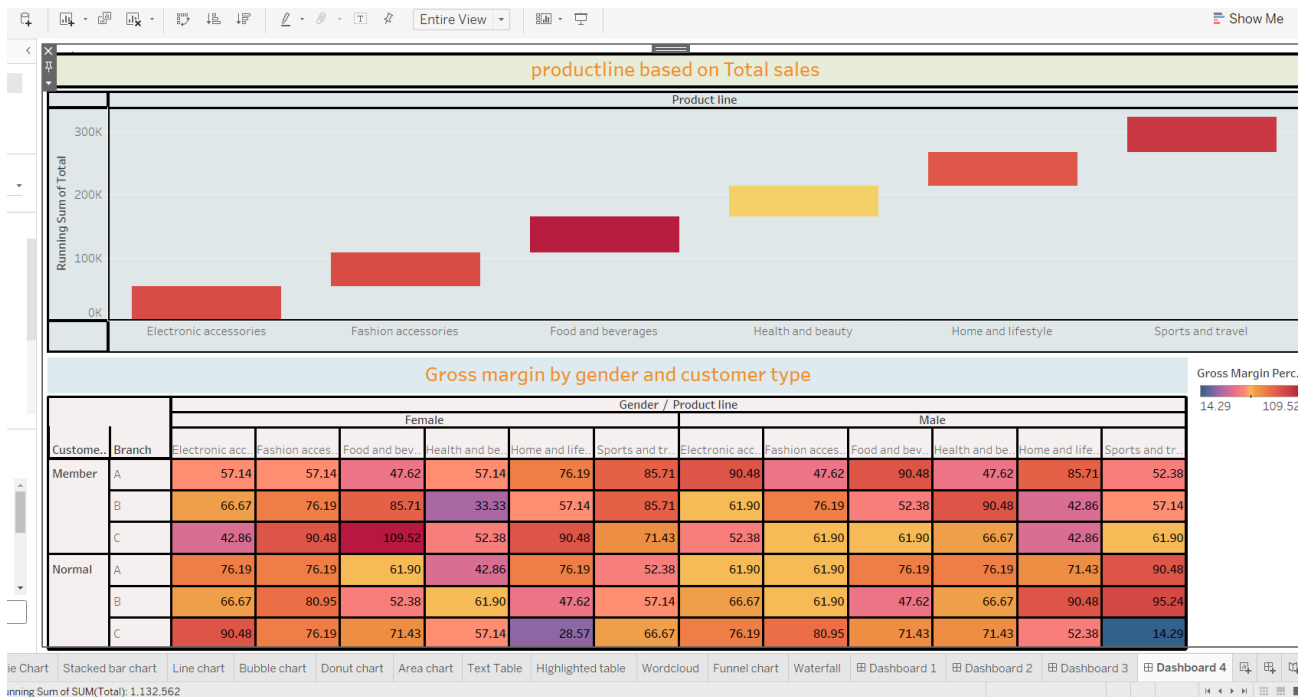 Entire View
Show Me
productline based on Total sales
Product line
Running Sum of Total
300K
200K
100K
0K
Electronic accessories Fashion accessories Food and beverages Health and beauty Home and lifestyle Sports and travel
Gross margin by gender and customer type
Gross Margin Perc..
14.29 109.52
Gender / Product line
Female Male
Custome.. Branch Electronic acc.. Fashion acces.. Food and bev.. Health and be.. Home and life.. Sports and tr.. Electronic acc.. Fashion acces.. Food and bev.. Health and be.. Home and life.. Sports and tr..
Member A 57.14 57.14 47.62 57.14 76.19 85.71 90.48 47.62 90.48 47.62 85.71 52.38
B 66.67 76.19 85.71 33.33 57.14 85.71 61.90 76.19 52.38 90.48 42.86 57.14
C 42.86 90.48 109.52 52.38 90.48 71.43 52.38 61.90 61.90 66.67 42.86 61.90
Normal A 76.19 76.19 61.90 42.86 76.19 52.38 61.90 61.90 76.19 76.19 71.43 90.48
B 66.67 80.95 52.38 61.90 47.62 57.14 66.67 61.90 47.62 66.67 90.48 95.24
C 90.48 76.19 71.43 57.14 28.57 66.67 76.19 80.95 71.43 71.43 52.38 14.29
ie Chart Stacked bar chart Line chart Bubble chart Donut chart Area chart Text Table HIghlighted table Wordcloud Funnel chart Waterfall Dashboard 1 Dashboard 2 Dashboard 3 Dashboard 4
unning Sum of SUM(Total): 1,132.562